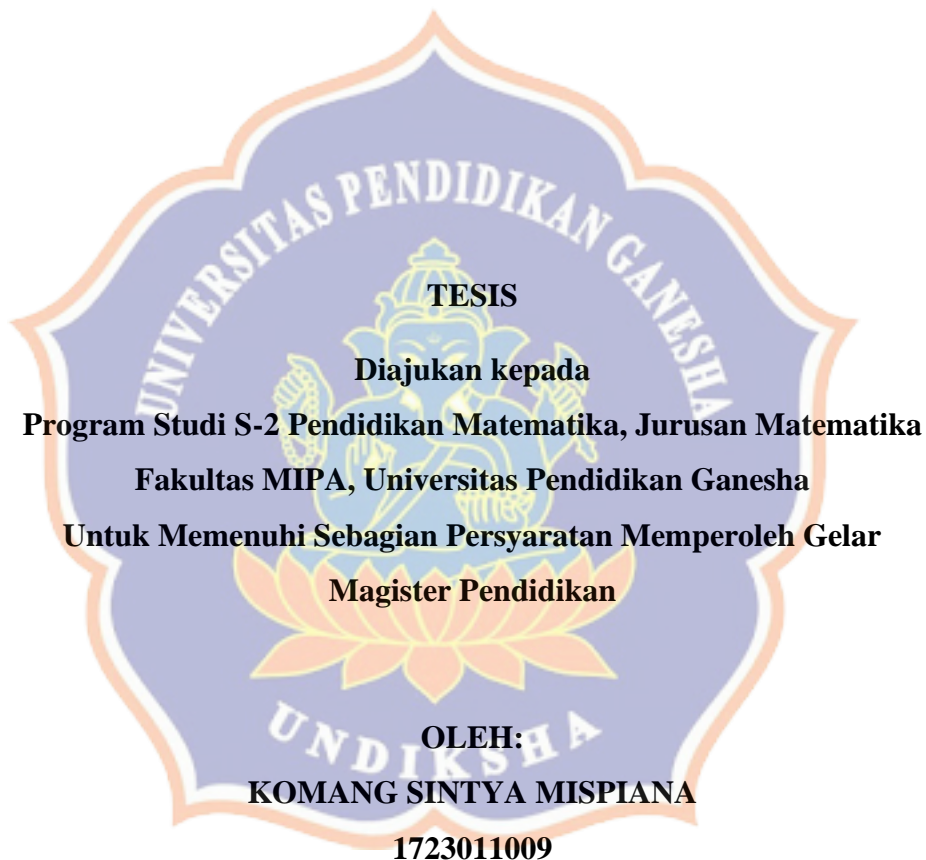 UNIVERSITAS PENDIDIKAN GANESHA
TESIS
Diajukan kepada
Program Studi S-2 Pendidikan Matematika, Jurusan Matematika
Fakultas MIPA, Universitas Pendidikan Ganesha
Untuk Memenuhi Sebagian Persyaratan Memperoleh Gelar
Magister Pendidikan
UNDIKSHA
OLEH:
KOMANG SINTYA MISPIANA
1723011009